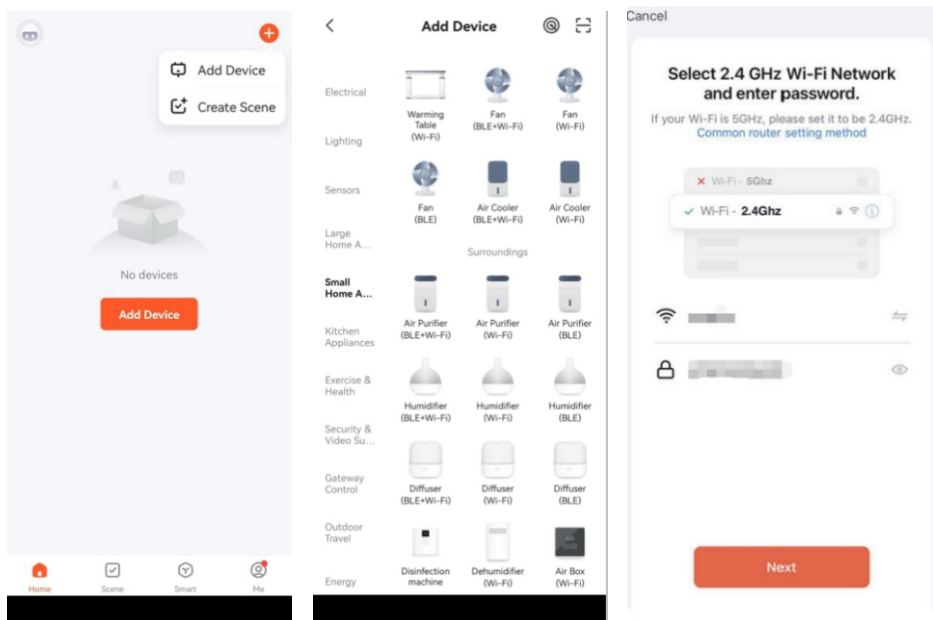 Add Device
Create Scene
No devices
Add Device
Home
Scene
Smart
Me
Add Device
Electrical
Lighting
Sensors
Large
Home A...
Small
Home A...
Kitchen
Appliances
Exercise &
Health
Security &
Video Su...
Gateway
Control
Outdoor
Travel
Energy
Warming
Table
(Wi-Fi)
Fan
(BLE+Wi-Fi)
Fan
(Wi-Fi)
Fan
(BLE)
Air Cooler
(BLE+Wi-Fi)
Air Cooler
(Wi-Fi)
Surroundings
Air Purifier
(BLE+Wi-Fi)
Air Purifier
(Wi-Fi)
Air Purifier
(BLE)
Humidifier
(BLE+Wi-Fi)
Humidifier
(Wi-Fi)
Humidifier
(BLE)
Diffuser
(BLE+Wi-Fi)
Diffuser
(Wi-Fi)
Diffuser
(BLE)
Disinfection
machine
Dehumidifier
(Wi-Fi)
Air Box
(Wi-Fi)
Cancel
Select 2.4 GHz Wi-Fi Network
and enter password.
If your Wi-Fi is 5GHz, please set it to be 2.4GHz.
Common router setting method
Wi-Fi - 5Ghz
Wi-Fi - 2.4Ghz
Next